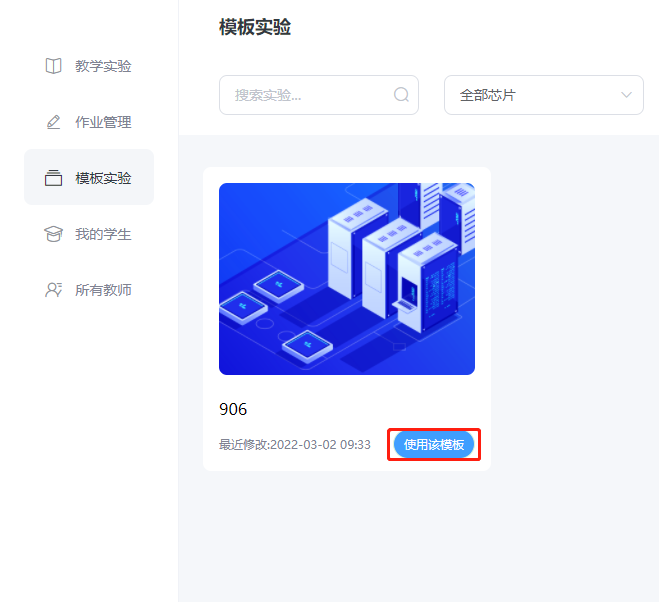 教学实验
作业管理
模板实验
我的学生
所有教师
模板实验
搜索实验...
全部芯片
906
最近修改:2022-03-02 09:33
使用该模板